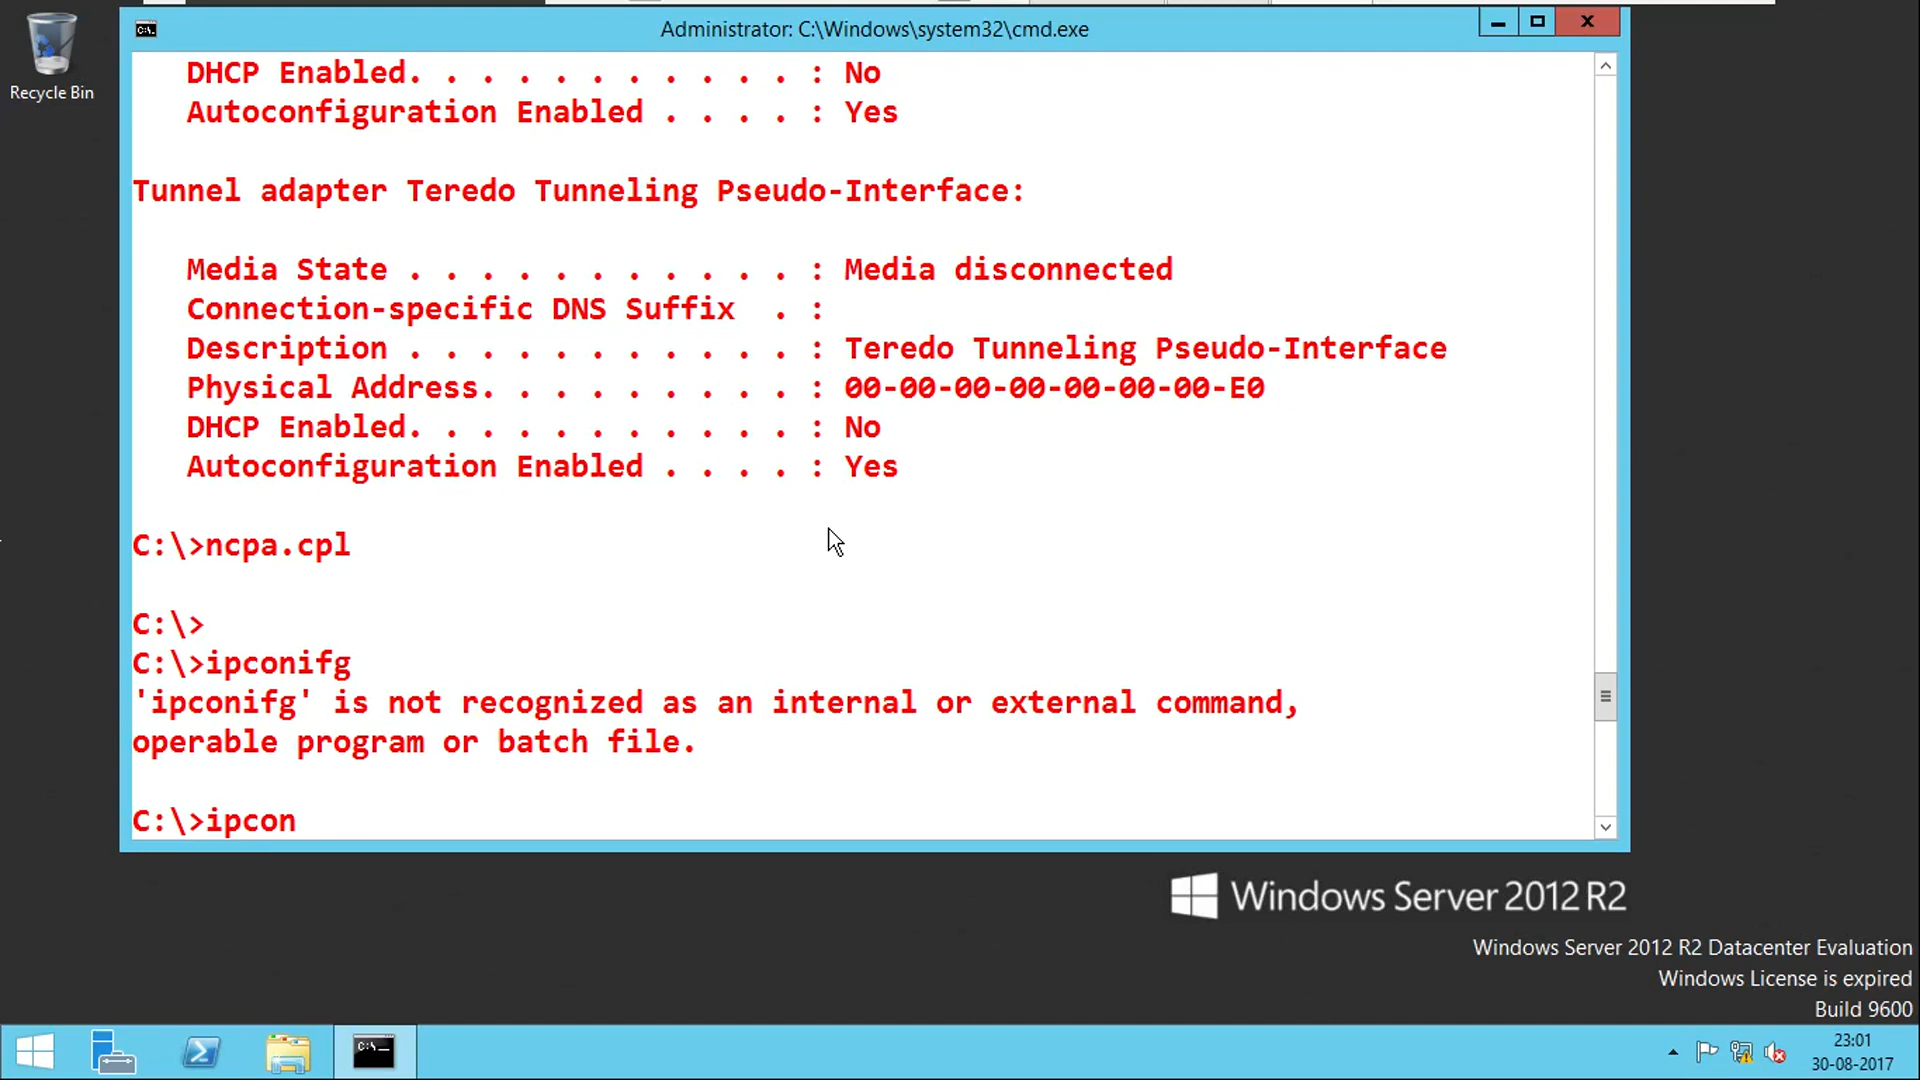 Recycle Bin
Administrator: C:\Windows\system32\cmd.exe
DHCP Enabled. . . . . . . . . . . : No
Autoconfiguration Enabled . . . . : Yes
Tunnel adapter Teredo Tunneling Pseudo-Interface:
Media State . . . . . . . . . . . : Media disconnected
Connection-specific DNS Suffix  . :
Description . . . . . . . . . . . : Teredo Tunneling Pseudo-Interface
Physical Address. . . . . . . . . : 00-00-00-00-00-00-00-E0
DHCP Enabled. . . . . . . . . . . : No
Autoconfiguration Enabled . . . . : Yes
C:\>ncpa.cpl
C:\>
C:\>ipconifg
'ipconifg' is not recognized as an internal or external command,
operable program or batch file.
C:\>ipcon
Windows Server 2012 R2
Windows Server 2012 R2 Datacenter Evaluation
Windows License is expired
Build 9600
23:01
30-08-2017